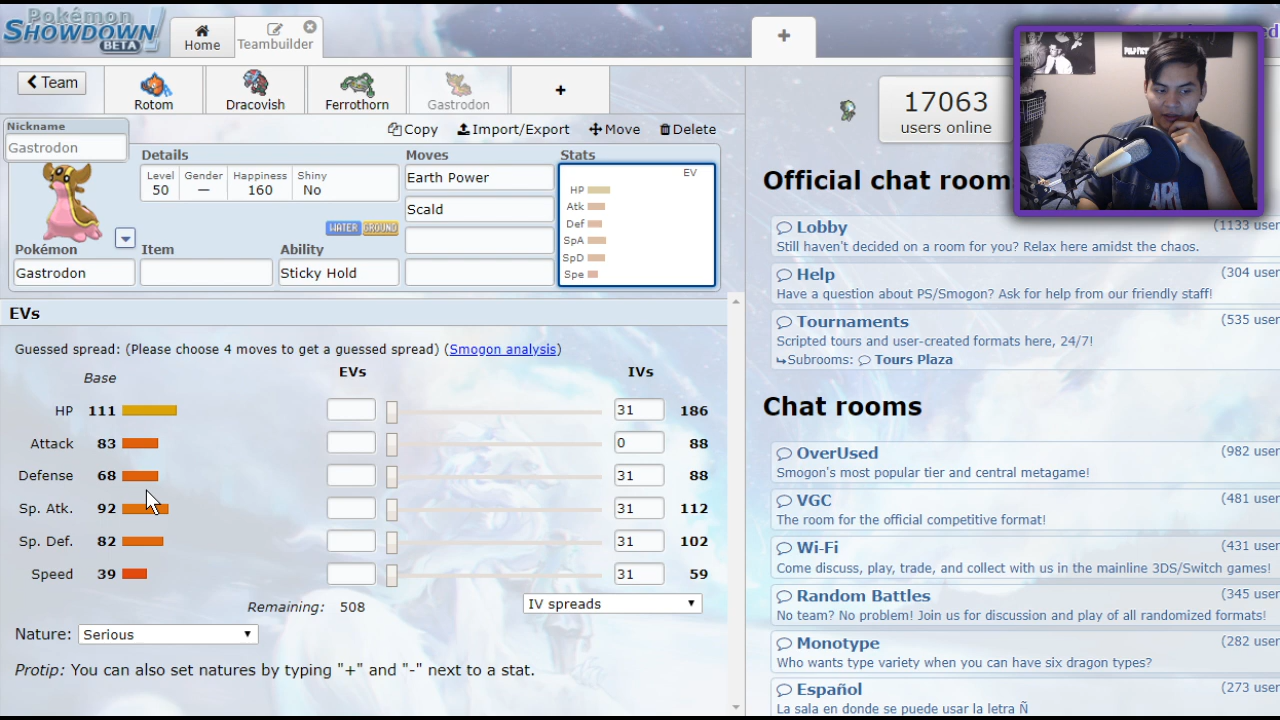 Pokémon
SHOWDOWN
BETA
Home
Teambuilder
+
< Team
Rotom
Dracovish
Ferrothorn
Gastrodon
+
Nickname
Gastrodon
Copy
Import/Export
Move
Delete
Details
Level
50
Gender
—
Happiness
160
Shiny
No
WATER GROUND
Pokémon
Gastrodon
Item
Ability
Sticky Hold
Moves
Earth Power
Scald
Stats
EV
HP
Atk
Def
SpA
SpD
Spe
EVs
Guessed spread: (Please choose 4 moves to get a guessed spread) (Smogon analysis)
Base EVs IVs
HP 111 31 186
Attack 83 0 88
Defense 68 31 88
Sp. Atk. 92 31 112
Sp. Def. 82 31 102
Speed 39 31 59
Remaining: 508
IV spreads
Nature: Serious
Protip: You can also set natures by typing "+" and "-" next to a stat.
17063
users online
PULP FICT
Official chat room
Lobby
(1133 user
Still haven't decided on a room for you? Relax here amidst the chaos.
Help
(304 user
Have a question about PS/Smogon? Ask for help from our friendly staff!
Tournaments
(535 user
Scripted tours and user-created formats here, 24/7!
↳Subrooms: Tours Plaza
Chat rooms
OverUsed
(982 user
Smogon's most popular tier and central metagame!
VGC
(481 user
The room for the official competitive format!
Wi-Fi
(431 user
Come discuss, play, trade, and collect with us in the mainline 3DS/Switch games!
Random Battles
(345 user
No team? No problem! Join us for discussion and play of all randomized formats!
Monotype
(282 user
Who wants type variety when you can have six dragon types?
Español
(273 user
La sala en donde se puede usar la letra Ñ